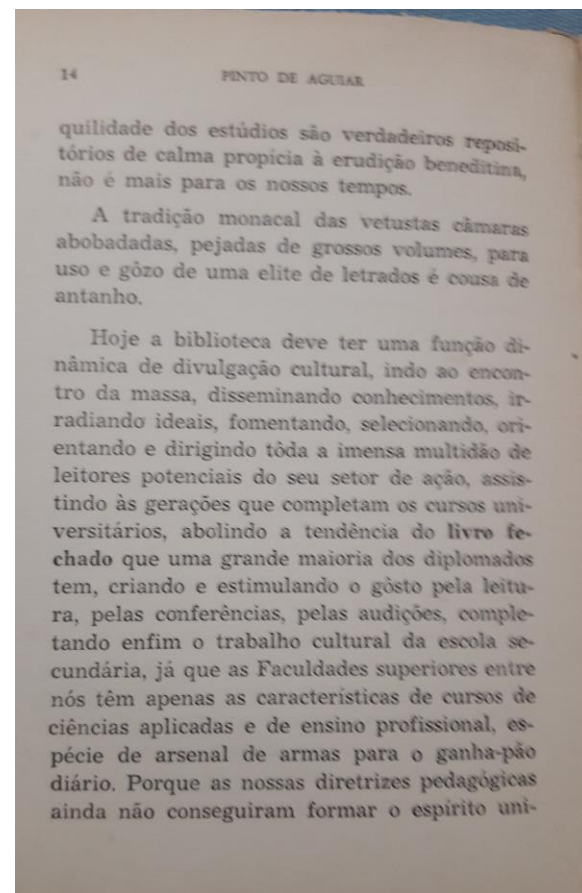 14 PINTO DE AGUIAR
quilidade dos estúdios são verdadeiros reposi-
tórios de calma propícia à erudição beneditina,
não é mais para os nossos tempos.
A tradição monacal das vetustas câmaras
abobadadas, pejadas de grossos volumes, para
uso e gôzo de uma elite de letrados é cousa de
antanho.
Hoje a biblioteca deve ter uma função di-
nâmica de divulgação cultural, indo ao encon-
tro da massa, disseminando conhecimentos, ir-
radiando ideais, fomentando, selecionando, ori-
entando e dirigindo tôda a imensa multidão de
leitores potenciais do seu setor de ação, assis-
tindo às gerações que completam os cursos uni-
versitários, abolindo a tendência do livro fe-
chado que uma grande maioria dos diplomados
tem, criando e estimulando o gôsto pela leitu-
ra, pelas conferências, pelas audições, comple-
tando enfim o trabalho cultural da escola se-
cundária, já que as Faculdades superiores entre
nós têm apenas as características de cursos de
ciências aplicadas e de ensino profissional, es-
pécie de arsenal de armas para o ganha-pão
diário. Porque as nossas diretrizes pedagógicas
ainda não conseguiram formar o espírito uni-